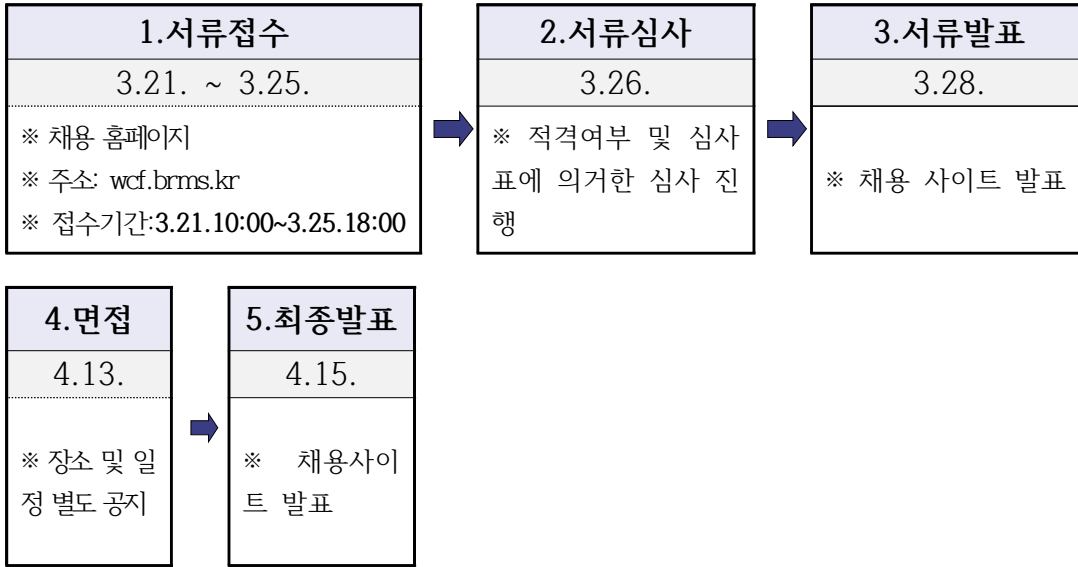 1.서류접수
3.21. ~ 3.25.
※ 채용 홈페이지
※ 주소: wcf.brms.kr
※ 접수기간:3.21.10:00~3.25.18:00
2.서류심사
3.26.
※ 적격여부 및 심사
표에 의거한 심사 진
행
3.서류발표
3.28.
※ 채용 사이트 발표
4.면접
4.13.
※ 장소 및 일
정 별도 공지
5.최종발표
4.15.
※ 채용사이
트 발표